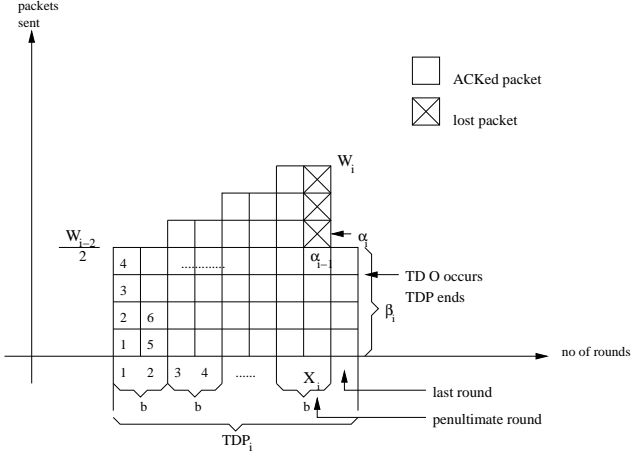 packets
sent
ACKed packet
lost packet
W_i
W_{i-2}
2
α_i
α_{i-1}
4 .............
TD O occurs
3
TDP ends
2 6
β_i
1 5
no of rounds
1 2 3 4 ...... X_i
last round
b b b
penultimate round
TDP_i